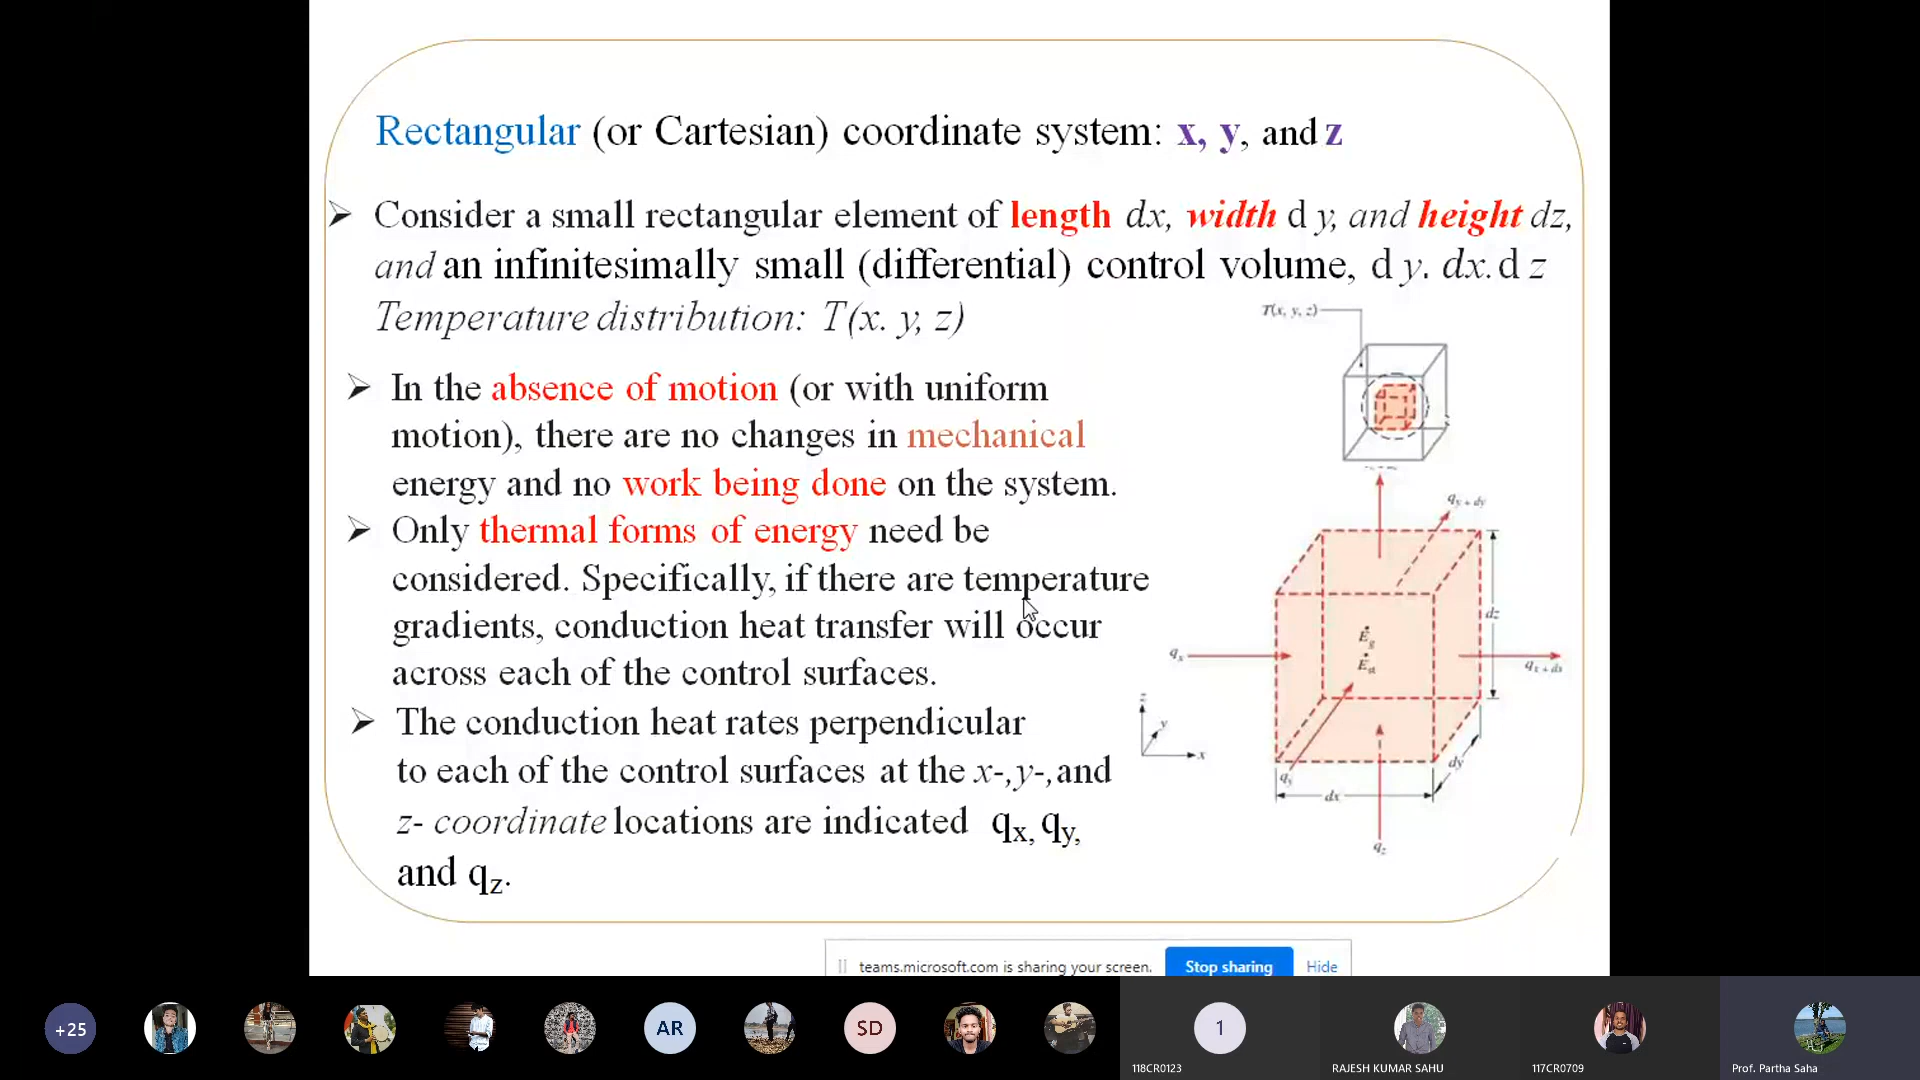 Rectangular (or Cartesian) coordinate system: x, y, and z
➢ Consider a small rectangular element of length dx, width d y, and height dz,
and an infinitesimally small (differential) control volume, d y. dx. d z
Temperature distribution: T(x. y, z)
➢ In the absence of motion (or with uniform
motion), there are no changes in mechanical
energy and no work being done on the system.
➢ Only thermal forms of energy need be
considered. Specifically, if there are temperature
gradients, conduction heat transfer will occur
across each of the control surfaces.
➢ The conduction heat rates perpendicular
to each of the control surfaces at the x-,y-,and
z- coordinate locations are indicated qx, qy,
and qz.
T(x, y, z)
qy + dy
dz
Ėg
Ėst
qx
qx + dx
z
y
x
qy
dy
dx
qz
teams.microsoft.com is sharing your screen.
Stop sharing
Hide
+25
AR
SD
1
118CR0123
RAJESH KUMAR SAHU
117CR0709
Prof. Partha Saha